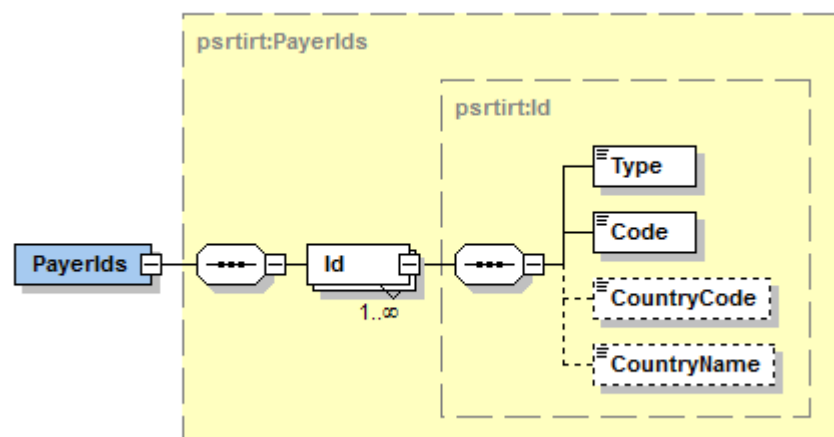 psrtirt:PayerIds
psrtirt:Id
Type
Code
PayerIds
Id
CountryCode
1..∞
CountryName